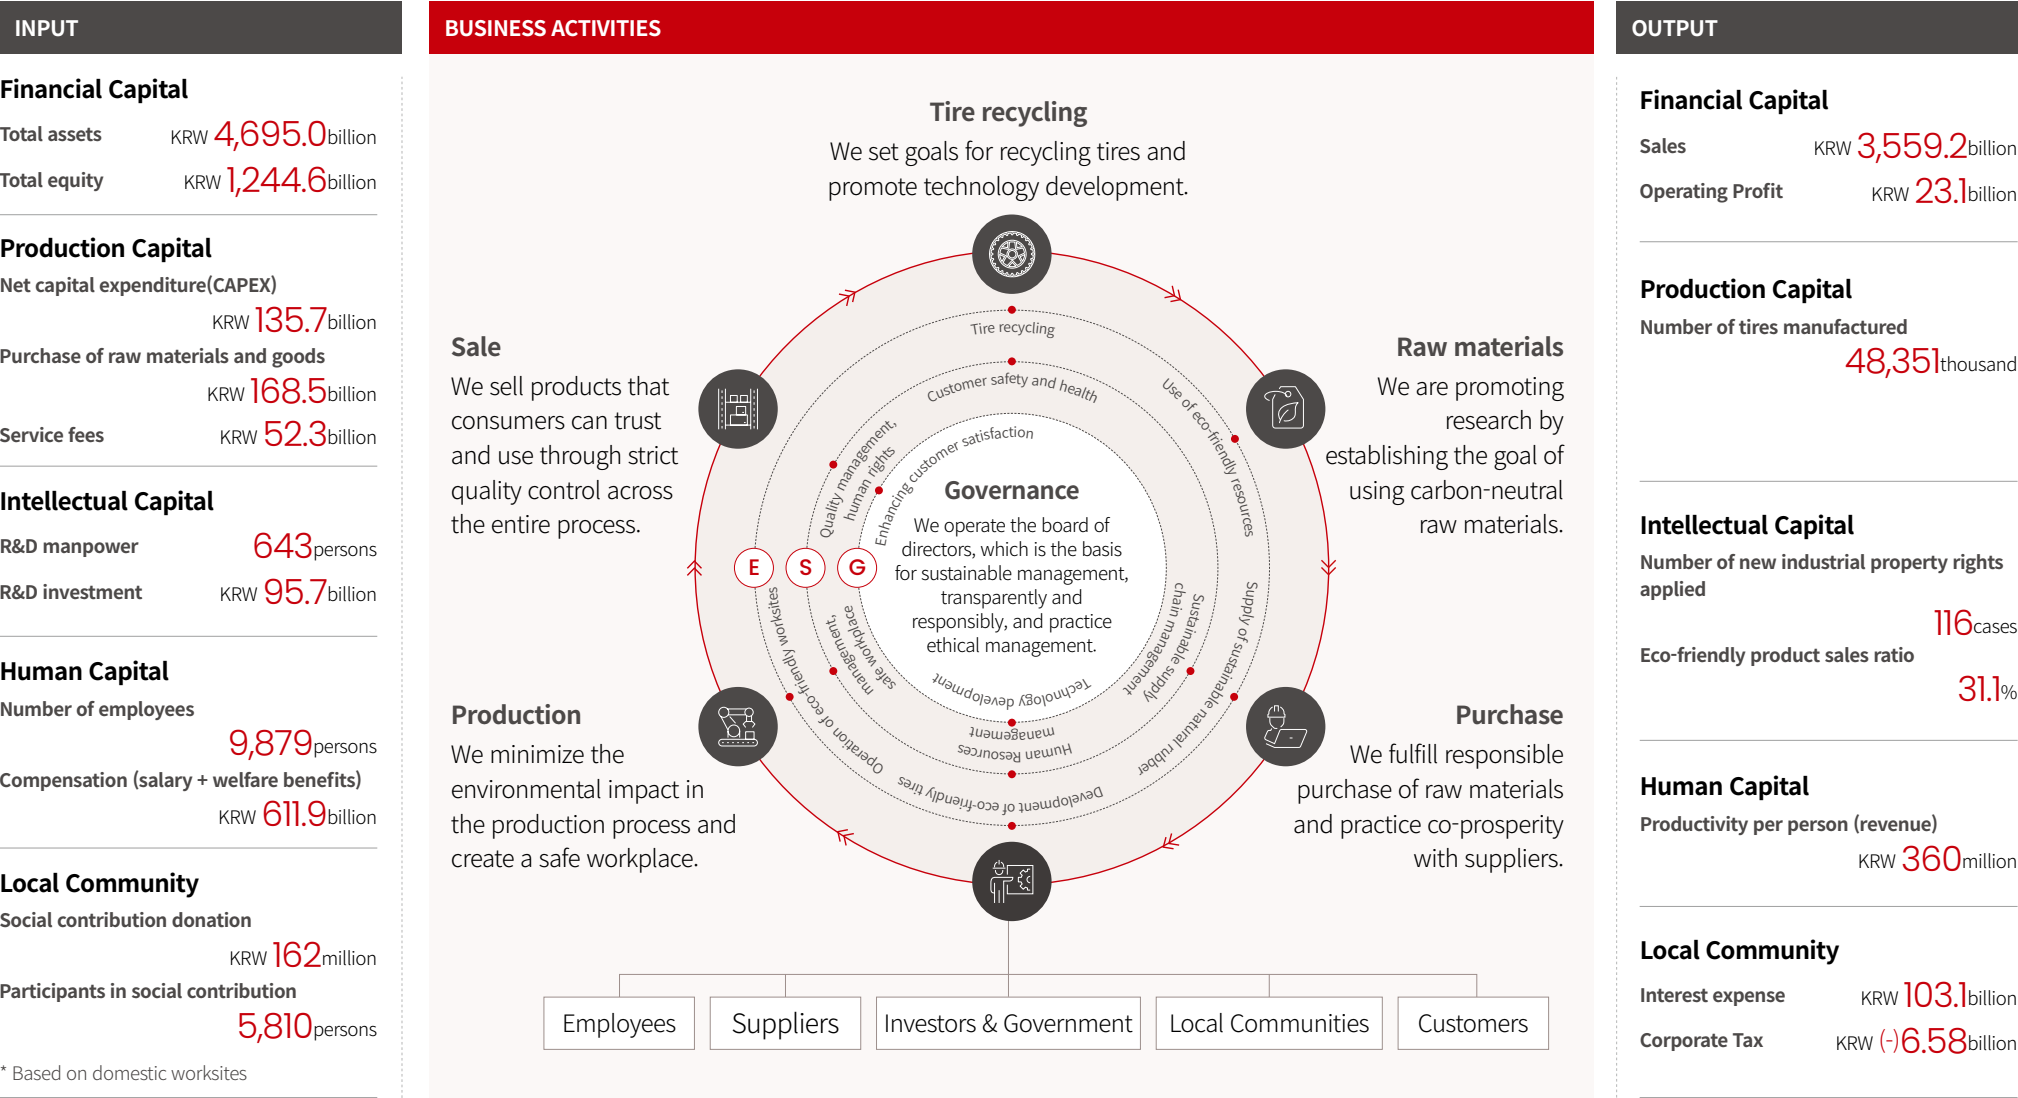 INPUT
Financial Capital
Total assets KRW 4,695.0billion
Total equity KRW 1,244.6billion
Production Capital
Net capital expenditure(CAPEX)
KRW 135.7billion
Purchase of raw materials and goods
KRW 168.5billion
Service fees KRW 52.3billion
Intellectual Capital
R&D manpower 643persons
R&D investment KRW 95.7billion
Human Capital
Number of employees
9,879persons
Compensation (salary + welfare benefits)
KRW 611.9billion
Local Community
Social contribution donation
KRW 162million
Participants in social contribution
5,810persons
* Based on domestic worksites
BUSINESS ACTIVITIES
Tire recycling
We set goals for recycling tires and
promote technology development.
Sale
We sell products that
consumers can trust
and use through strict
quality control across
the entire process.
Raw materials
We are promoting
research by
establishing the goal of
using carbon-neutral
raw materials.
Production
We minimize the
environmental impact in
the production process and
create a safe workplace.
Purchase
We fulfill responsible
purchase of raw materials
and practice co-prosperity
with suppliers.
Tire recycling
Use of eco-friendly resources
Supply of sustainable natural rubber
Development of eco-friendly tires
Operation of eco-friendly worksites
Customer safety and health
Quality management,
human rights
Sustainable supply
chain management
Human Resources
management
management,
safe workplace
Enhancing customer satisfaction
Technology development
E S G
Governance
We operate the board of
directors, which is the basis
for sustainable management,
transparently and
responsibly, and practice
ethical management.
Employees
Suppliers
Investors & Government
Local Communities
Customers
OUTPUT
Financial Capital
Sales KRW 3,559.2billion
Operating Profit KRW 23.1billion
Production Capital
Number of tires manufactured
48,351thousand
Intellectual Capital
Number of new industrial property rights
applied
116cases
Eco-friendly product sales ratio
31.1%
Human Capital
Productivity per person (revenue)
KRW 360million
Local Community
Interest expense KRW 103.1billion
Corporate Tax KRW (-)6.58billion